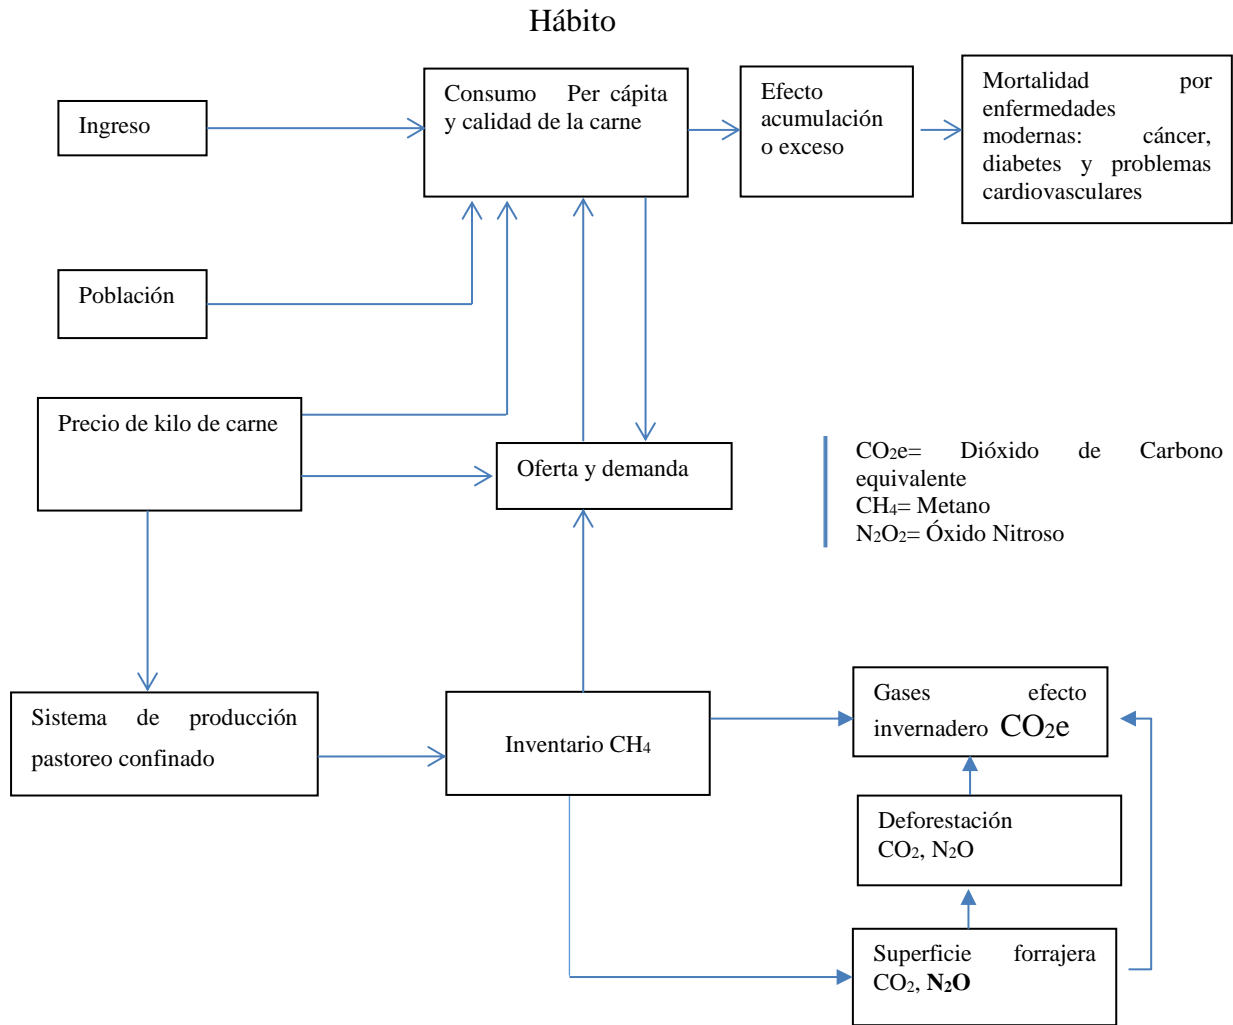 Hábito
Ingreso
Consumo Per cápita
y calidad de la carne
Efecto
acumulación
o exceso
Mortalidad por
enfermedades
modernas: cáncer,
diabetes y problemas
cardiovasculares
Población
Precio de kilo de carne
Oferta y demanda
CO₂e= Dióxido de Carbono
equivalente
CH₄= Metano
N₂O₂= Óxido Nitroso
Sistema de producción
pastoreo confinado
Inventario CH₄
Gases efecto
invernadero CO₂e
Deforestación
CO₂, N₂O
Superficie forrajera
CO₂, N₂O